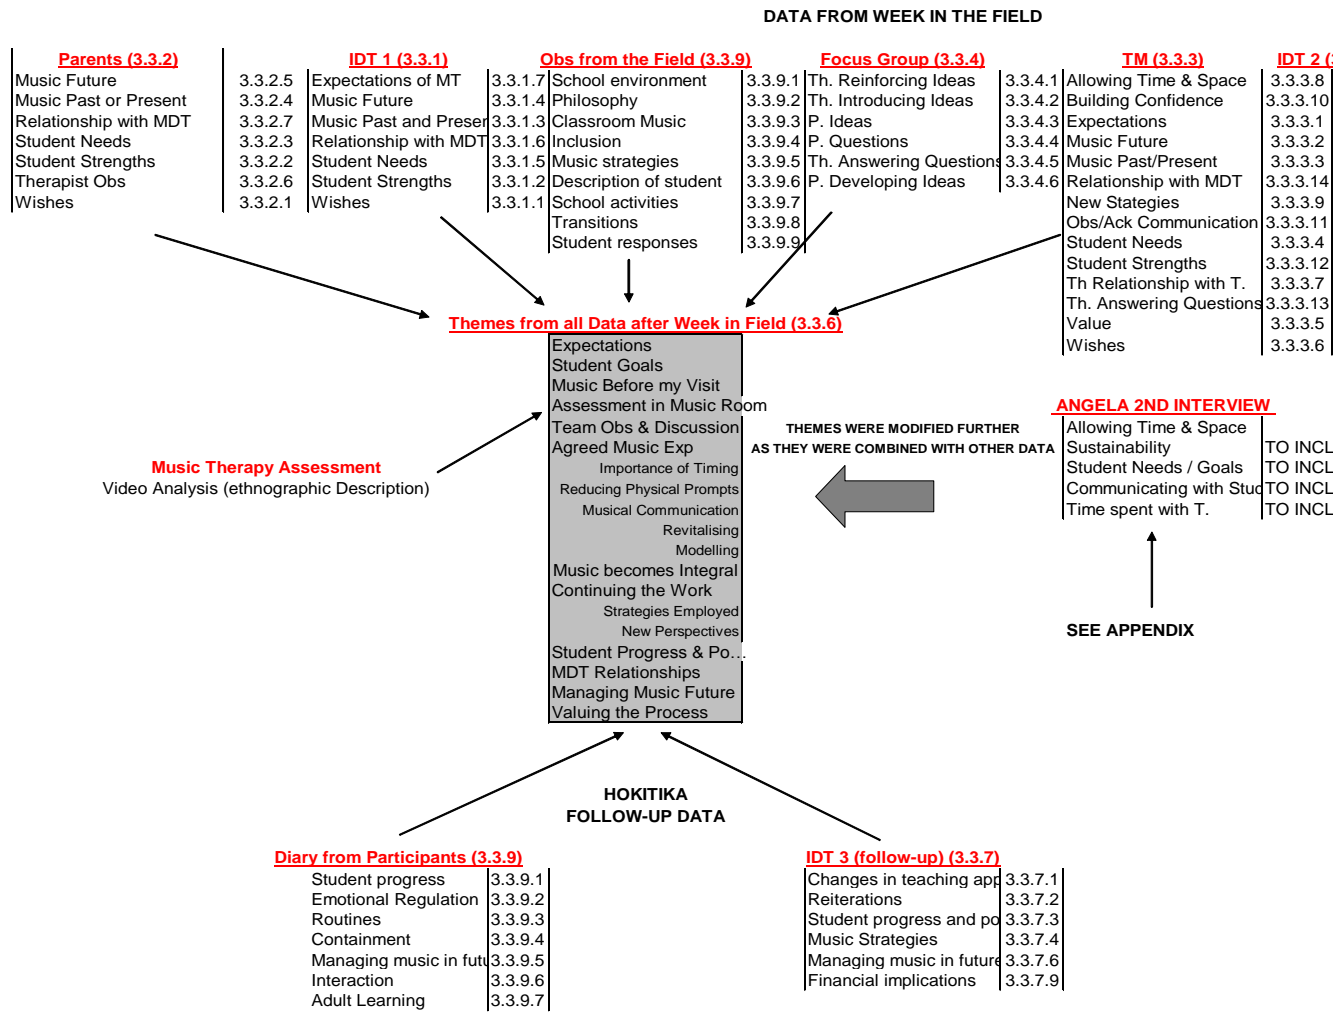 DATA FROM WEEK IN THE FIELD
Parents (3.3.2)
Music Future 3.3.2.5
Music Past or Present 3.3.2.4
Relationship with MDT 3.3.2.7
Student Needs 3.3.2.3
Student Strengths 3.3.2.2
Therapist Obs 3.3.2.6
Wishes 3.3.2.1
IDT 1 (3.3.1)
Expectations of MT 3.3.1.7
Music Future 3.3.1.4
Music Past and Presen 3.3.1.3
Relationship with MDT 3.3.1.6
Student Needs 3.3.1.5
Student Strengths 3.3.1.2
Wishes 3.3.1.1
Obs from the Field (3.3.9)
School environment 3.3.9.1
Philosophy 3.3.9.2
Classroom Music 3.3.9.3
Inclusion 3.3.9.4
Music strategies 3.3.9.5
Description of student 3.3.9.6
School activities 3.3.9.7
Transitions 3.3.9.8
Student responses 3.3.9.9
Focus Group (3.3.4)
Th. Reinforcing Ideas 3.3.4.1
Th. Introducing Ideas 3.3.4.2
P. Ideas 3.3.4.3
P. Questions 3.3.4.4
Th. Answering Questions 3.3.4.5
P. Developing Ideas 3.3.4.6
TM (3.3.3)
Allowing Time & Space 3.3.3.8
Building Confidence 3.3.3.10
Expectations 3.3.3.1
Music Future 3.3.3.2
Music Past/Present 3.3.3.3
Relationship with MDT 3.3.3.14
New Stategies 3.3.3.9
Obs/Ack Communication 3.3.3.11
Student Needs 3.3.3.4
Student Strengths 3.3.3.12
Th Relationship with T. 3.3.3.7
Th. Answering Questions 3.3.3.13
Value 3.3.3.5
Wishes 3.3.3.6
IDT 2 (3
Themes from all Data after Week in Field (3.3.6)
Expectations
Student Goals
Music Before my Visit
Assessment in Music Room
Team Obs & Discussion
Agreed Music Exp
Importance of Timing
Reducing Physical Prompts
Musical Communication
Revitalising
Modelling
Music becomes Integral
Continuing the Work
Strategies Employed
New Perspectives
Student Progress & Po…
MDT Relationships
Managing Music Future
Valuing the Process
Music Therapy Assessment
Video Analysis (ethnographic Description)
THEMES WERE MODIFIED FURTHER
AS THEY WERE COMBINED WITH OTHER DATA
ANGELA 2ND INTERVIEW
Allowing Time & Space
Sustainability TO INCL
Student Needs / Goals TO INCL
Communicating with Stud TO INCL
Time spent with T. TO INCL
SEE APPENDIX
HOKITIKA
FOLLOW-UP DATA
Diary from Participants (3.3.9)
Student progress 3.3.9.1
Emotional Regulation 3.3.9.2
Routines 3.3.9.3
Containment 3.3.9.4
Managing music in futu 3.3.9.5
Interaction 3.3.9.6
Adult Learning 3.3.9.7
IDT 3 (follow-up) (3.3.7)
Changes in teaching app 3.3.7.1
Reiterations 3.3.7.2
Student progress and po 3.3.7.3
Music Strategies 3.3.7.4
Managing music in future 3.3.7.6
Financial implications 3.3.7.9